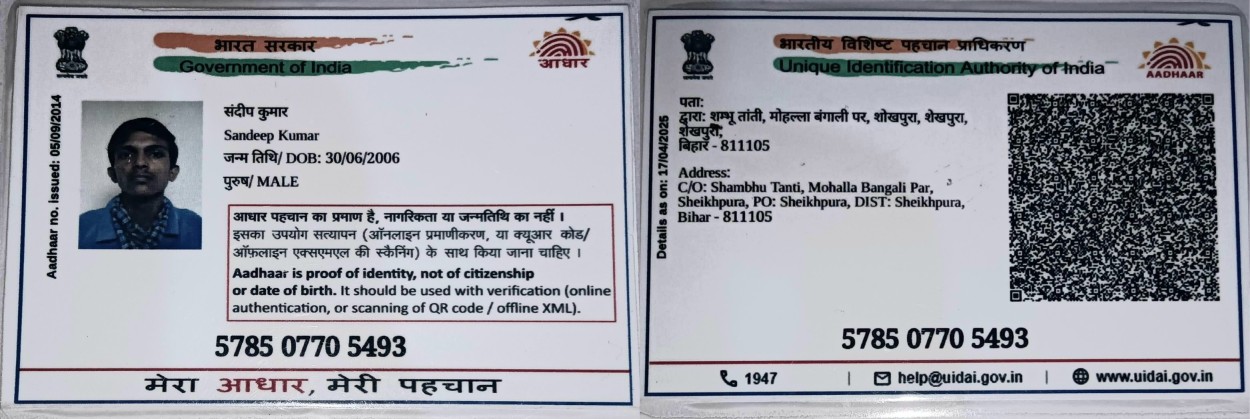 भारत सरकार
Government of India
आधार
Aadhaar no. issued: 05/09/2014
संदीप कुमार
Sandeep Kumar
जन्म तिथि/ DOB: 30/06/2006
पुरुष/ MALE
आधार पहचान का प्रमाण है, नागरिकता या जन्मतिथि का नहीं ।
इसका उपयोग सत्यापन (ऑनलाइन प्रमाणीकरण, या क्यूआर कोड/
ऑफ़लाइन एक्सएमएल की स्कैनिंग) के साथ किया जाना चाहिए ।
Aadhaar is proof of identity, not of citizenship
or date of birth. It should be used with verification (online
authentication, or scanning of QR code / offline XML).
5785 0770 5493
मेरा आधार, मेरी पहचान
भारतीय विशिष्ट पहचान प्राधिकरण
Unique Identification Authority of India
AADHAAR
Details as on: 17/04/2025
पता:
द्वारा: शम्भू तांती, मोहल्ला बंगाली पर, शोखपुरा, शेखपुरा,
शेखपुरा,
बिहार - 811105
Address:
C/O: Shambhu Tanti, Mohalla Bangali Par,
Sheikhpura, PO: Sheikhpura, DIST: Sheikhpura,
Bihar - 811105
5785 0770 5493
1947 | help@uidai.gov.in | www.uidai.gov.in